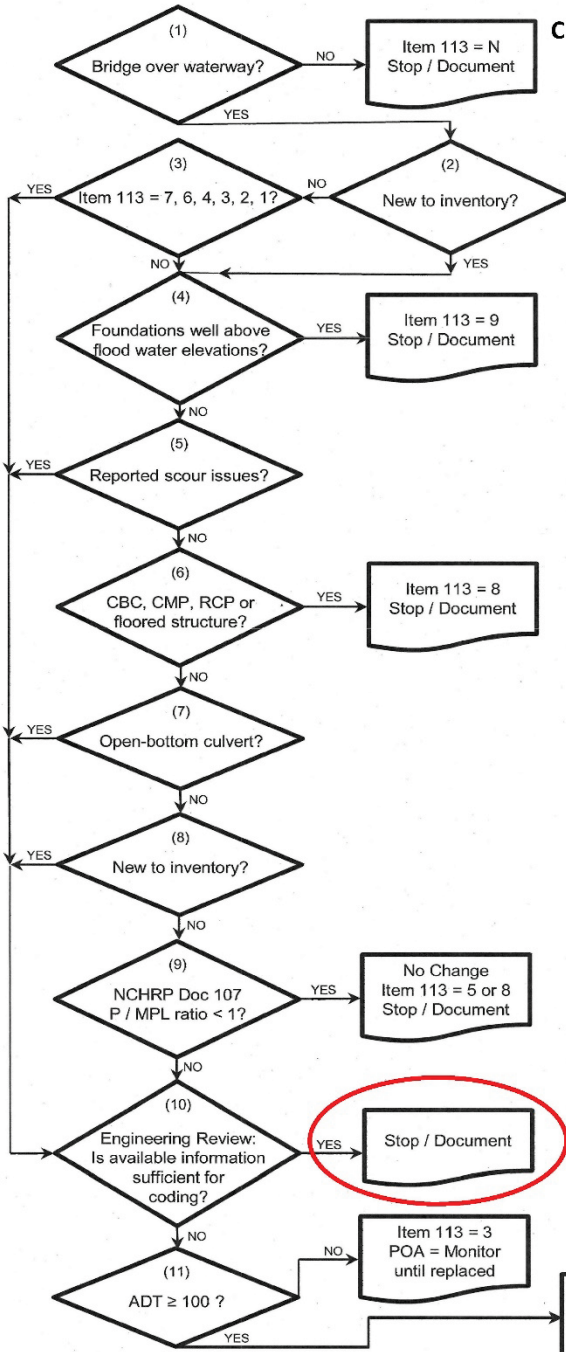 (1)
Bridge over waterway?
NO
Item 113 = N
Stop / Document
C
YES
(3)
Item 113 = 7, 6, 4, 3, 2, 1?
YES
NO
(2)
New to inventory?
NO
YES
(4)
Foundations well above
flood water elevations?
YES
Item 113 = 9
Stop / Document
NO
(5)
Reported scour issues?
YES
NO
(6)
CBC, CMP, RCP or
floored structure?
YES
Item 113 = 8
Stop / Document
NO
(7)
Open-bottom culvert?
YES
NO
(8)
New to inventory?
YES
NO
(9)
NCHRP Doc 107
P / MPL ratio < 1?
YES
No Change
Item 113 = 5 or 8
Stop / Document
NO
(10)
Engineering Review:
Is available information
sufficient for
coding?
YES
Stop / Document
NO
(11)
ADT ≥ 100 ?
NO
Item 113 = 3
POA = Monitor
until replaced
YES